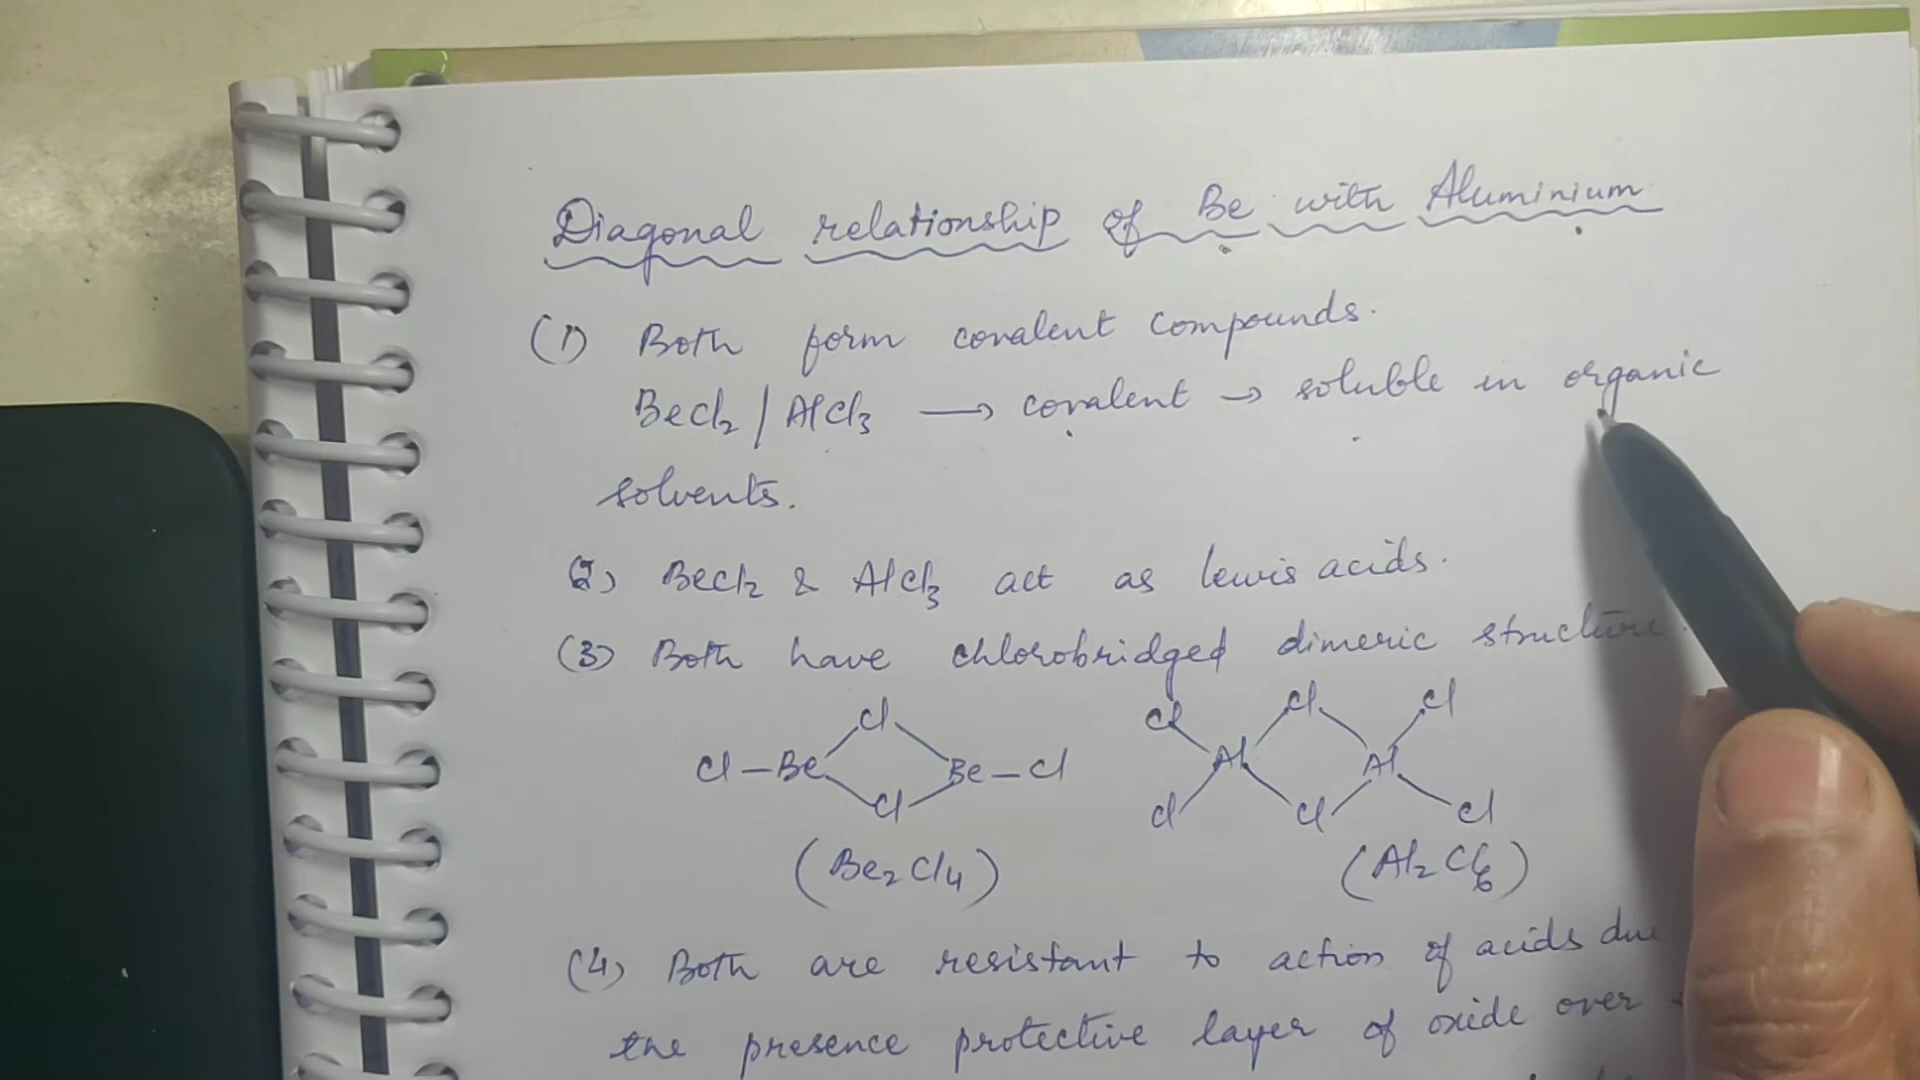 Diagonal relationship of Be with Aluminium
(1) Both form covalent compounds.
BeCl2 / AlCl3 → covalent → soluble in organic
solvents.
(2) BeCl2 & AlCl3 act as lewis acids.
(3) Both have chlorobridged dimeric structure.
Cl Cl Cl Cl
Cl-Be Be-Cl Al Al
Cl Cl Cl Cl
(Be2Cl4) (Al2Cl6)
(4) Both are resistant to action of acids due
the presence protective layer of oxide over